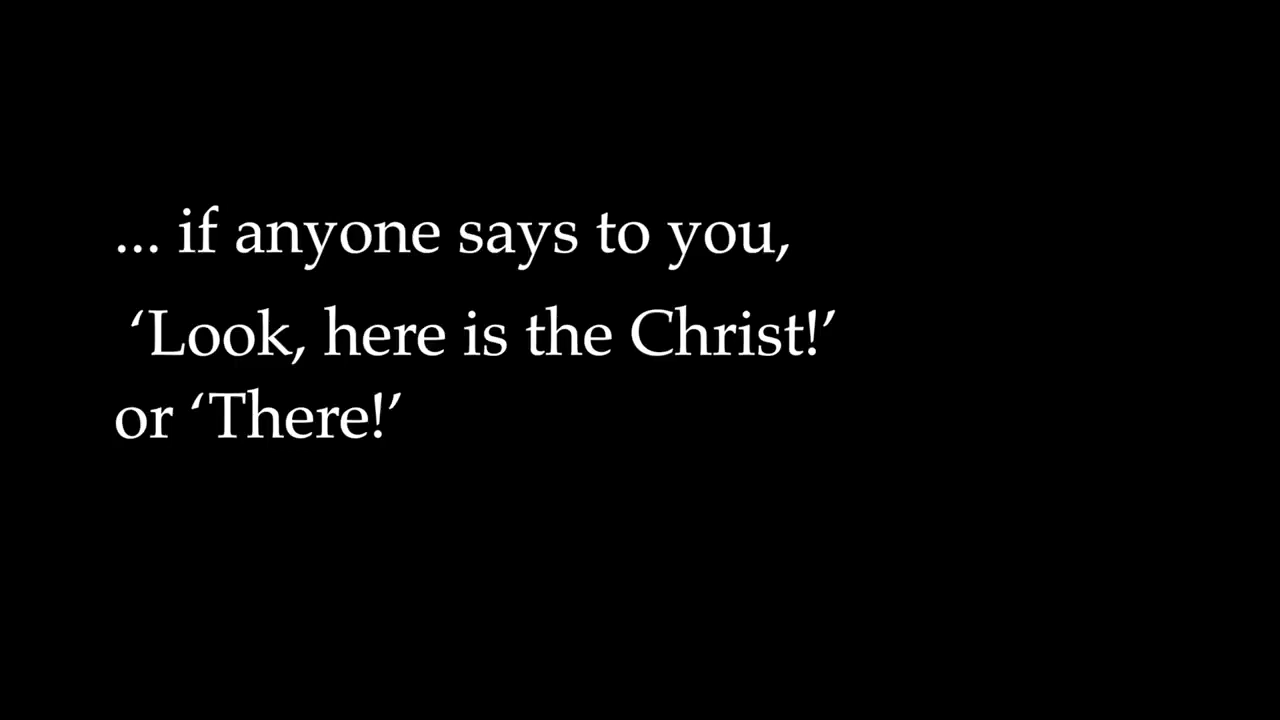 ... if anyone says to you,
‘Look, here is the Christ!’
or ‘There!’